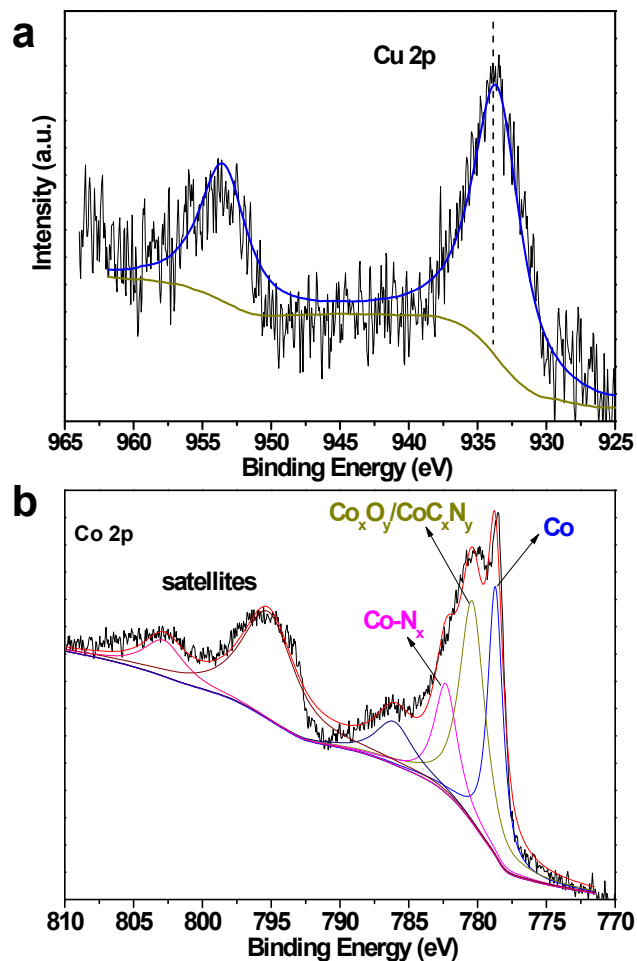 a
Cu 2p
Intensity (a.u.)
965 960 955 950 945 940 935 930 925
Binding Energy (eV)
b
Co 2p
satellites
CoxOy/CoCxNy
Co
Co-Nx
810 805 800 795 790 785 780 775 770
Binding Energy (eV)